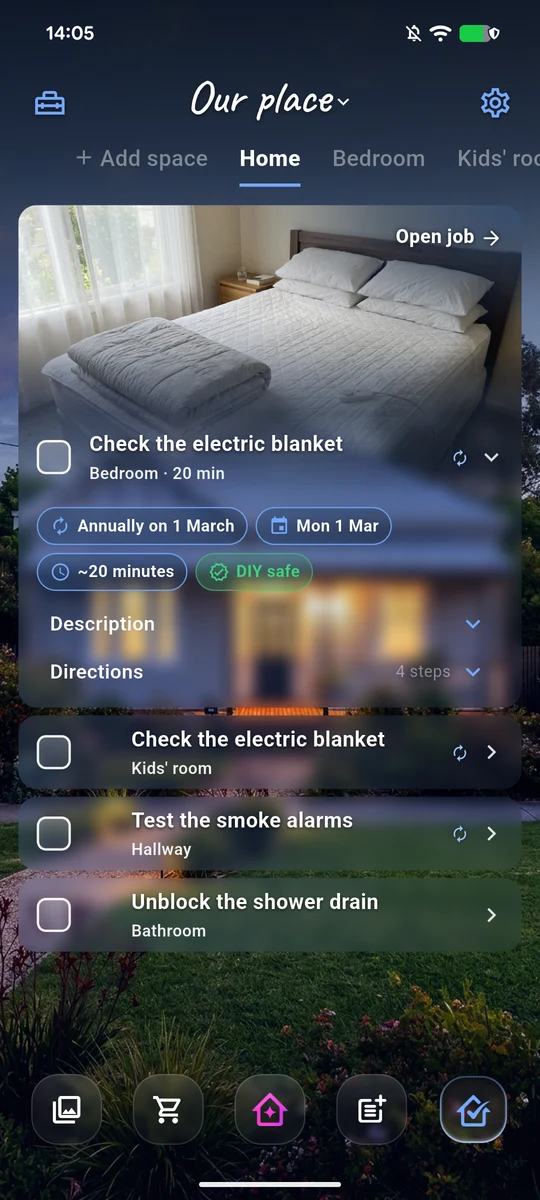 14:05
Our place
+ Add space Home Bedroom Kids' roo
Open job →
Check the electric blanket
Bedroom · 20 min
Annually on 1 March Mon 1 Mar
~20 minutes DIY safe
Description
Directions 4 steps
Check the electric blanket
Kids' room
Test the smoke alarms
Hallway
Unblock the shower drain
Bathroom